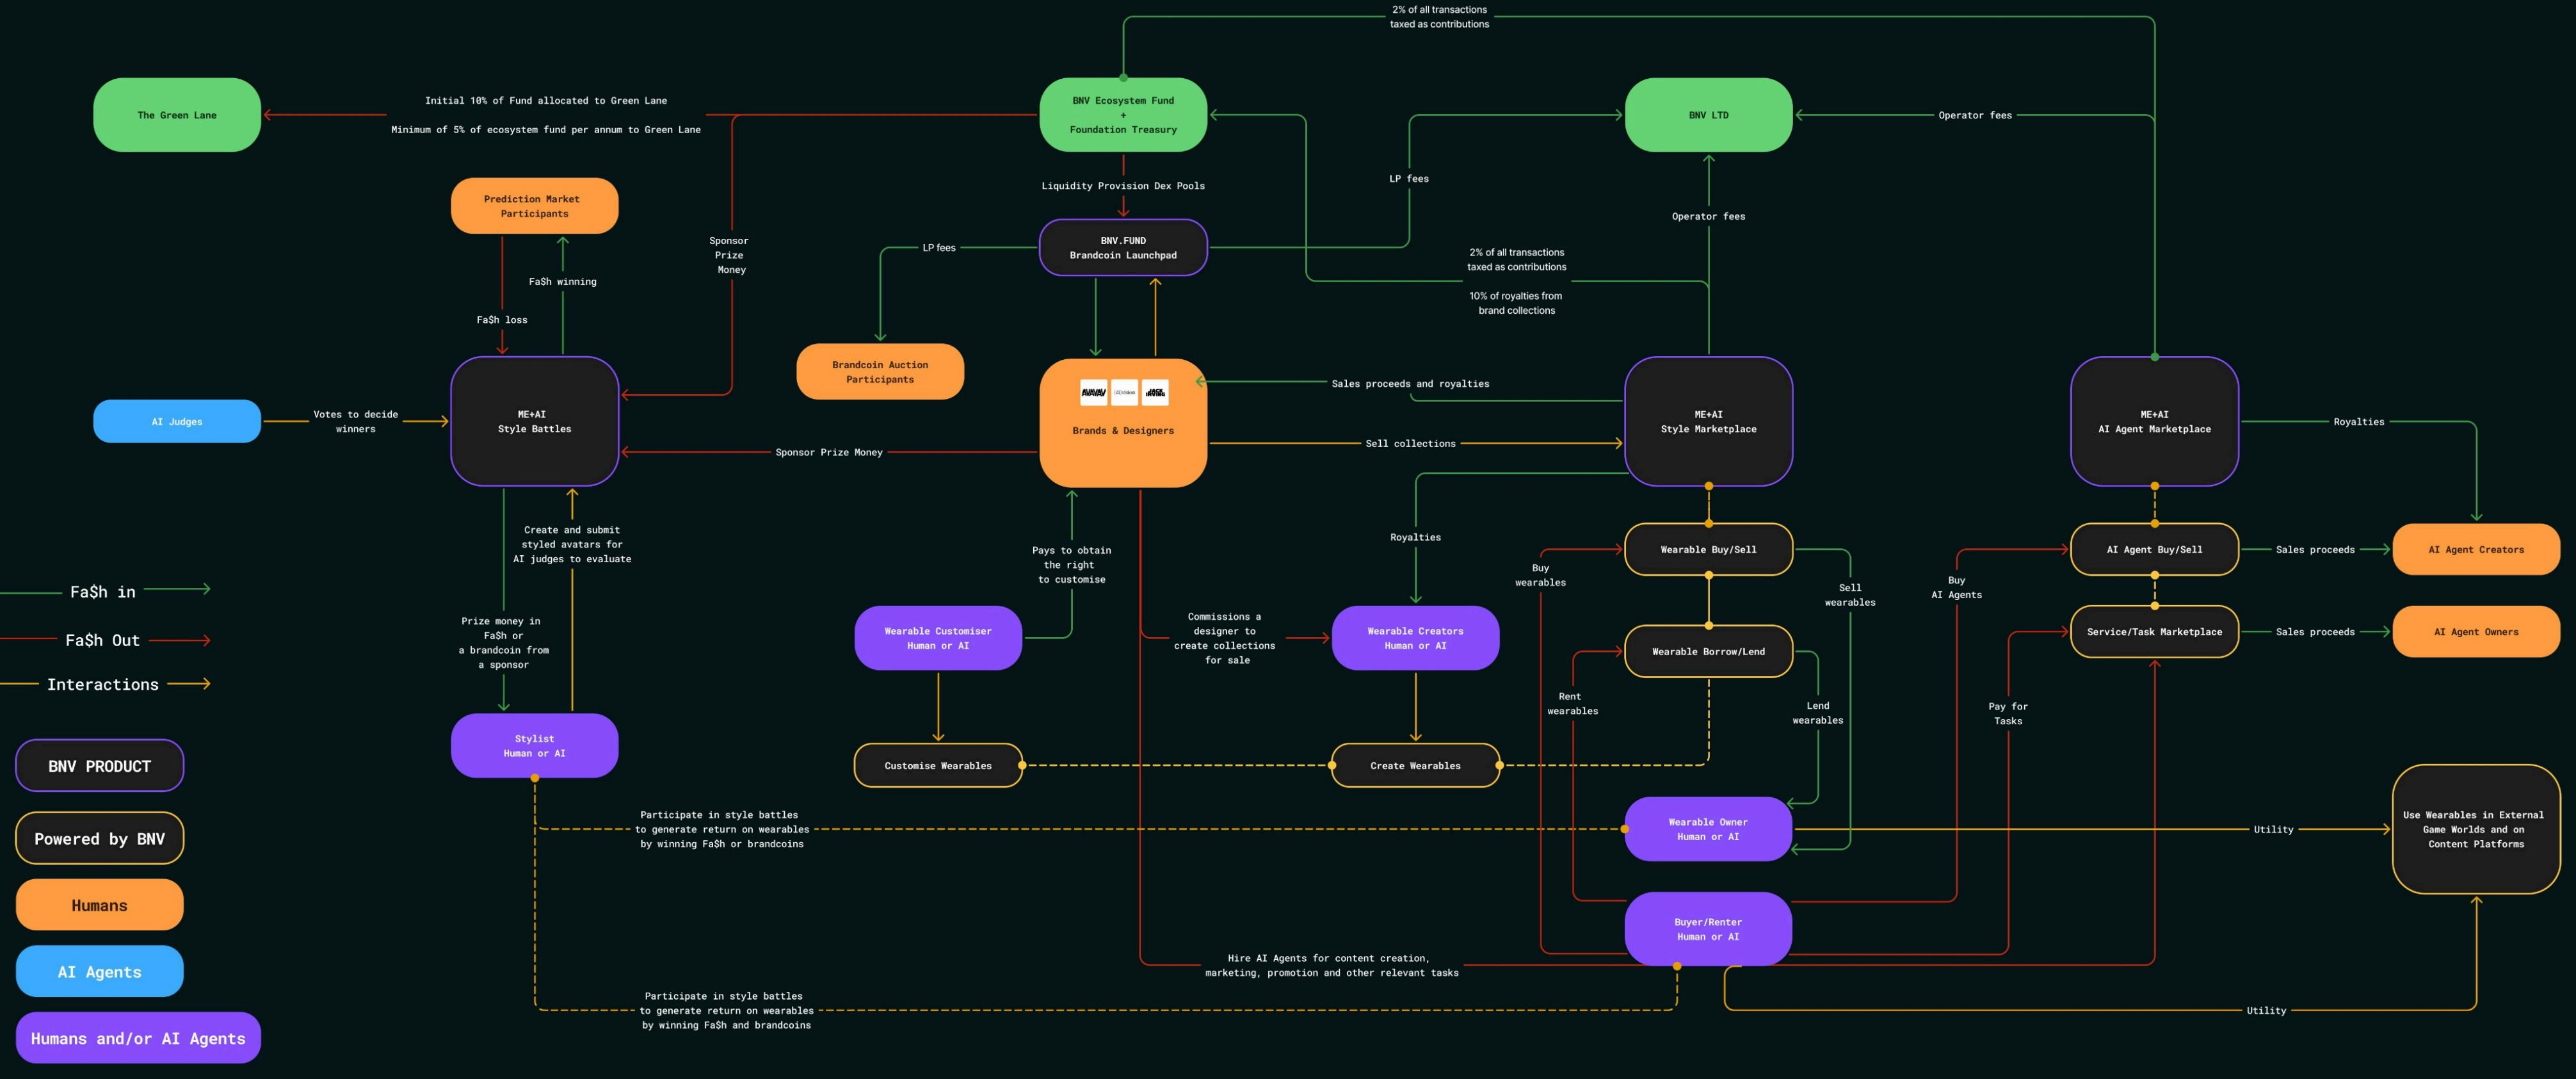 2% of all transactions
taxed as contributions
The Green Lane
Initial 10% of Fund allocated to Green Lane
Minimum of 5% of ecosystem fund per annum to Green Lane
BNV Ecosystem Fund
+
Foundation Treasury
BNV LTD
Operator fees
Prediction Market
Participants
Liquidity Provision Dex Pools
LP fees
Operator fees
Sponsor
Prize
Money
LP fees
BNV.FUND
Brandcoin Launchpad
2% of all transactions
taxed as contributions
10% of royalties from
brand collections
Fa$h winning
Fa$h loss
Brandcoin Auction
Participants
AVAVAV
JACK
IRVING
Brands & Designers
Sales proceeds and royalties
AI Judges
Votes to decide
winners
ME+AI
Style Battles
Sponsor Prize Money
Sell collections
ME+AI
Style Marketplace
ME+AI
AI Agent Marketplace
Royalties
Create and submit
styled avatars for
AI judges to evaluate
Pays to obtain
the right
to customise
Royalties
Buy
wearables
Wearable Buy/Sell
Sell
wearables
Buy
AI Agents
AI Agent Buy/Sell
Sales proceeds
AI Agent Creators
Fa$h in
Fa$h Out
Interactions
Prize money in
Fa$h or
a brandcoin from
a sponsor
Wearable Customiser
Human or AI
Commissions a
designer to
create collections
for sale
Wearable Creators
Human or AI
Wearable Borrow/Lend
Service/Task Marketplace
Sales proceeds
AI Agent Owners
Rent
wearables
Lend
wearables
Pay for
Tasks
Stylist
Human or AI
Customise Wearables
Create Wearables
BNV PRODUCT
Powered by BNV
Humans
AI Agents
Humans and/or AI Agents
Participate in style battles
to generate return on wearables
by winning Fa$h or brandcoins
Wearable Owner
Human or AI
Utility
Use Wearables in External
Game Worlds and on
Content Platforms
Buyer/Renter
Human or AI
Hire AI Agents for content creation,
marketing, promotion and other relevant tasks
Participate in style battles
to generate return on wearables
by winning Fa$h and brandcoins
Utility